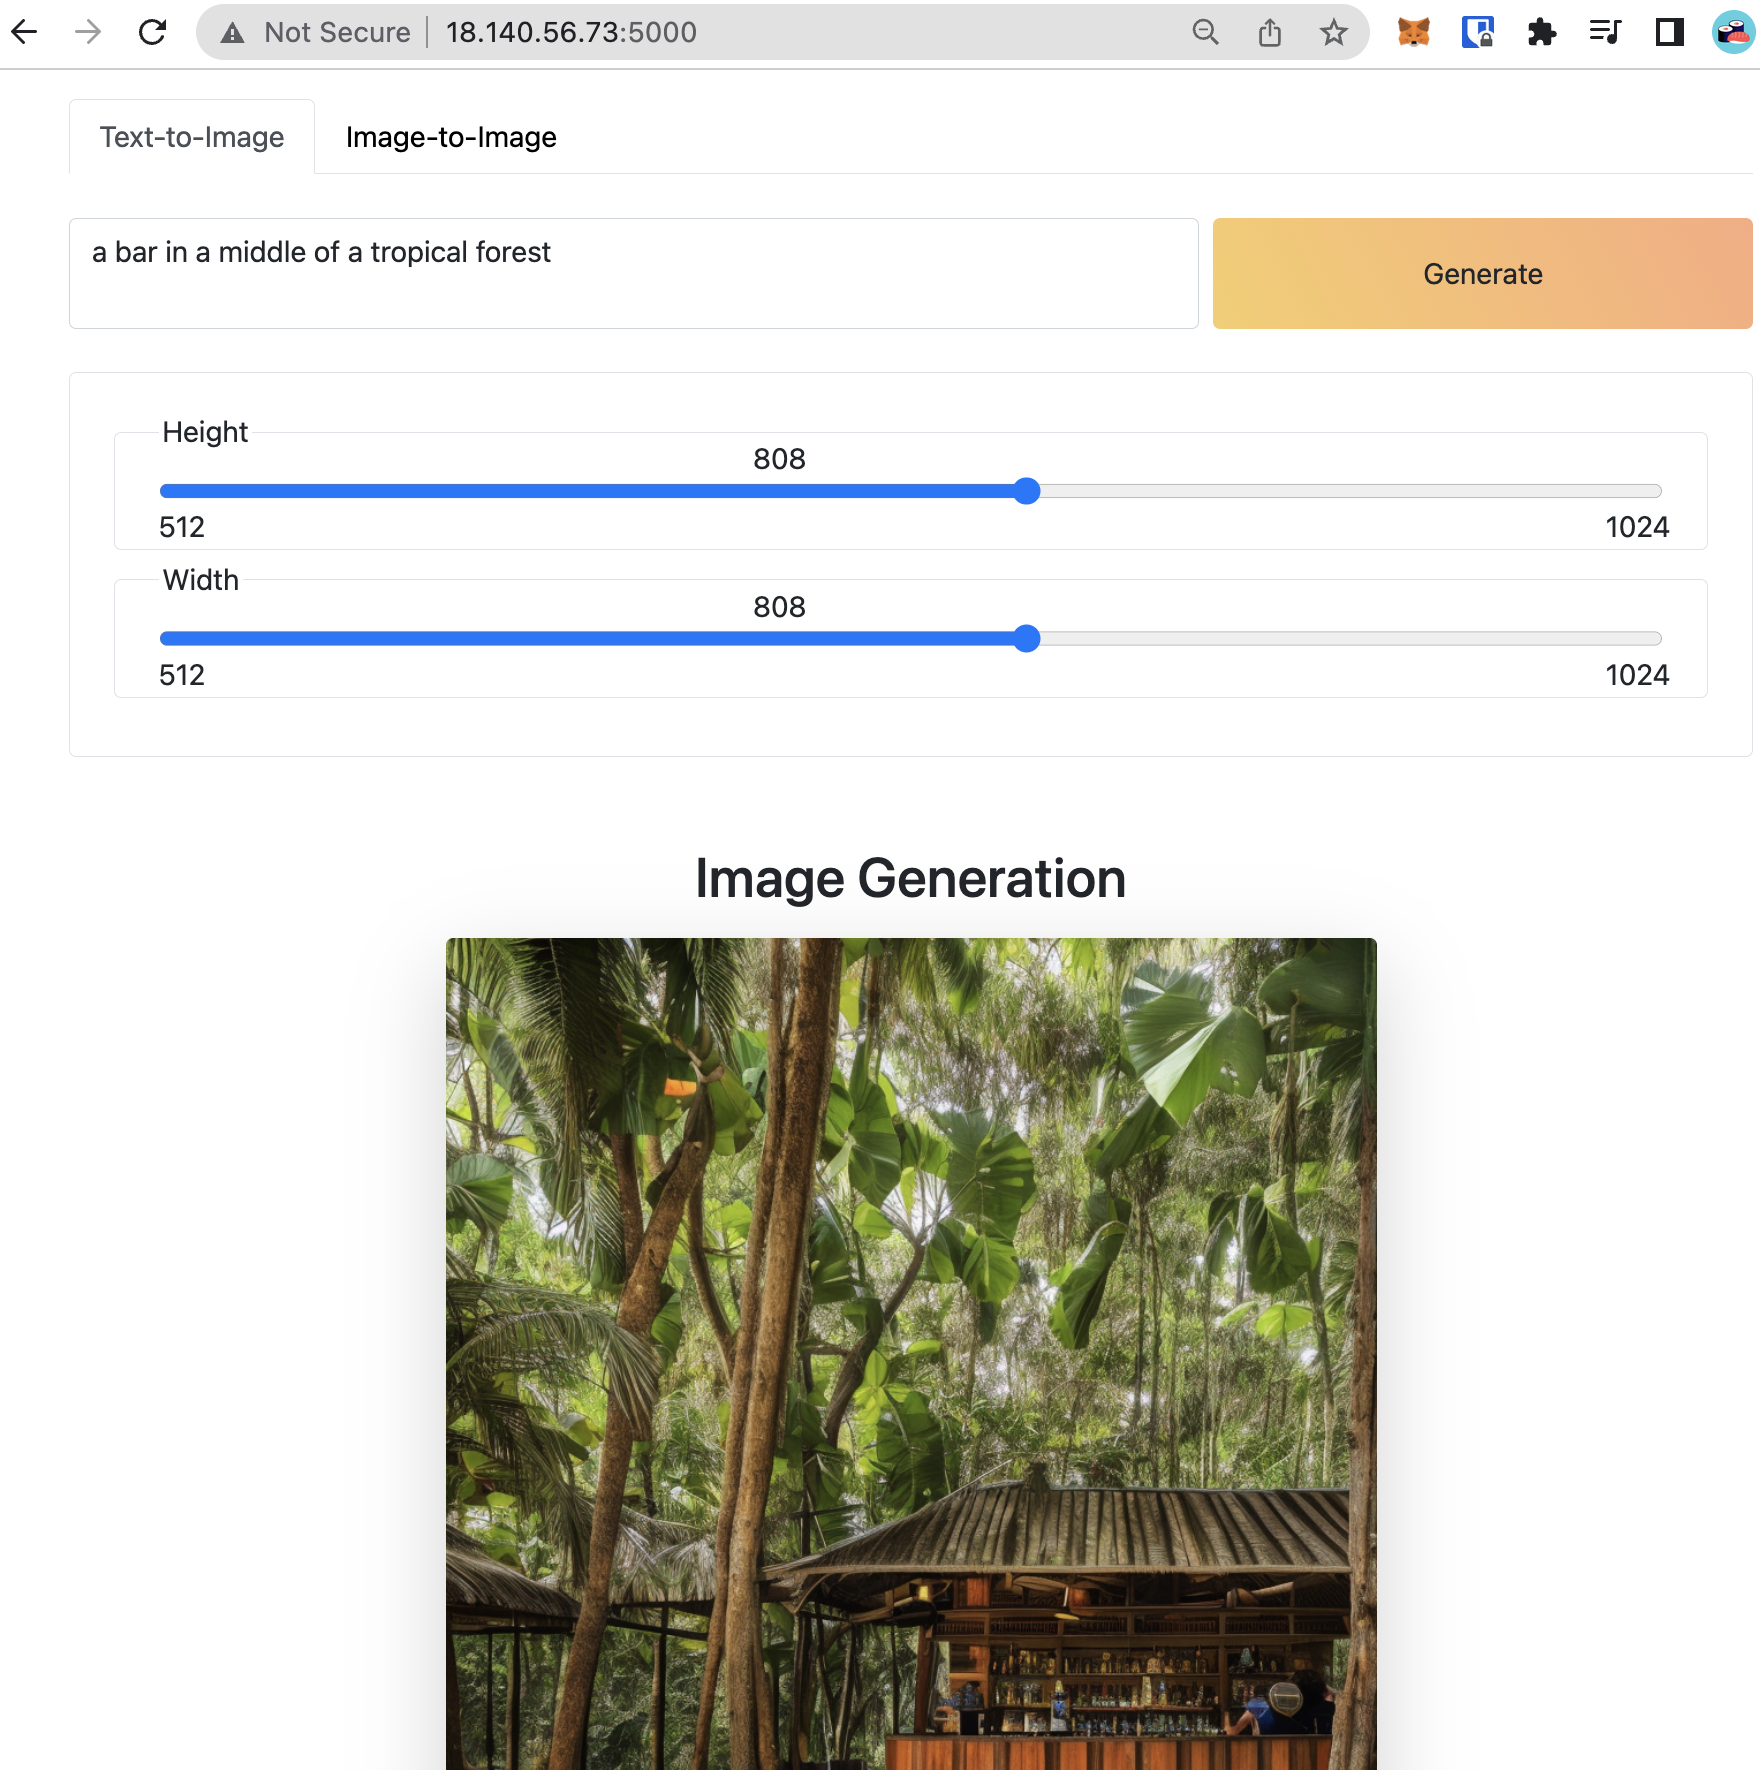 Not Secure
18.140.56.73:5000
Text-to-Image
Image-to-Image
a bar in a middle of a tropical forest
Generate
Height
808
512
1024
Width
808
512
1024
Image Generation